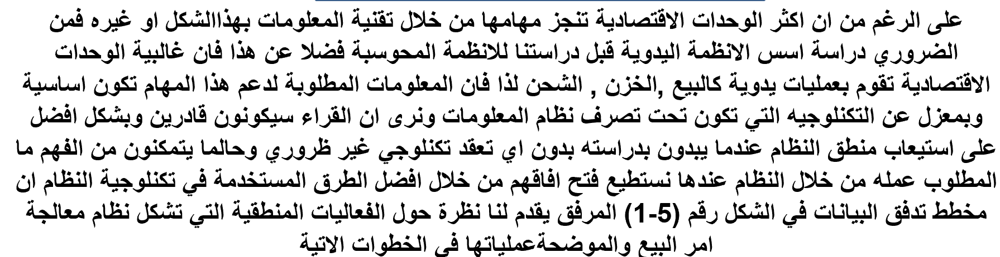 على الرغم من ان اكثر الوحدات الاقتصادية تنجز مهامها من خلال تقنية المعلومات بهذاالشكل او غيره فمن
الضروري دراسة اسس الانظمة اليدوية قبل دراستنا للانظمة المحوسبة فضلا عن هذا فان غالبية الوحدات
الاقتصادية تقوم بعمليات يدوية كالبيع ,الخزن , الشحن لذا فان المعلومات المطلوبة لدعم هذا المهام تكون اساسية
وبمعزل عن التكنلوجيه التي تكون تحت تصرف نظام المعلومات ونرى ان القراء سيكونون قادرين وبشكل افضل
على استيعاب منطق النظام عندما يبدون بدراسته بدون اي تعقد تكنلوجي غير ظروري وحالما يتمكنون من الفهم ما
المطلوب عمله من خلال النظام عندها نستطيع فتح افاقهم من خلال افضل الطرق المستخدمة في تكنلوجية النظام ان
مخطط تدفق البيانات في الشكل رقم (5-1) المرفق يقدم لنا نظرة حول الفعاليات المنطقية التي تشكل نظام معالجة
امر البيع والموضحةعملياتها في الخطوات الاتية